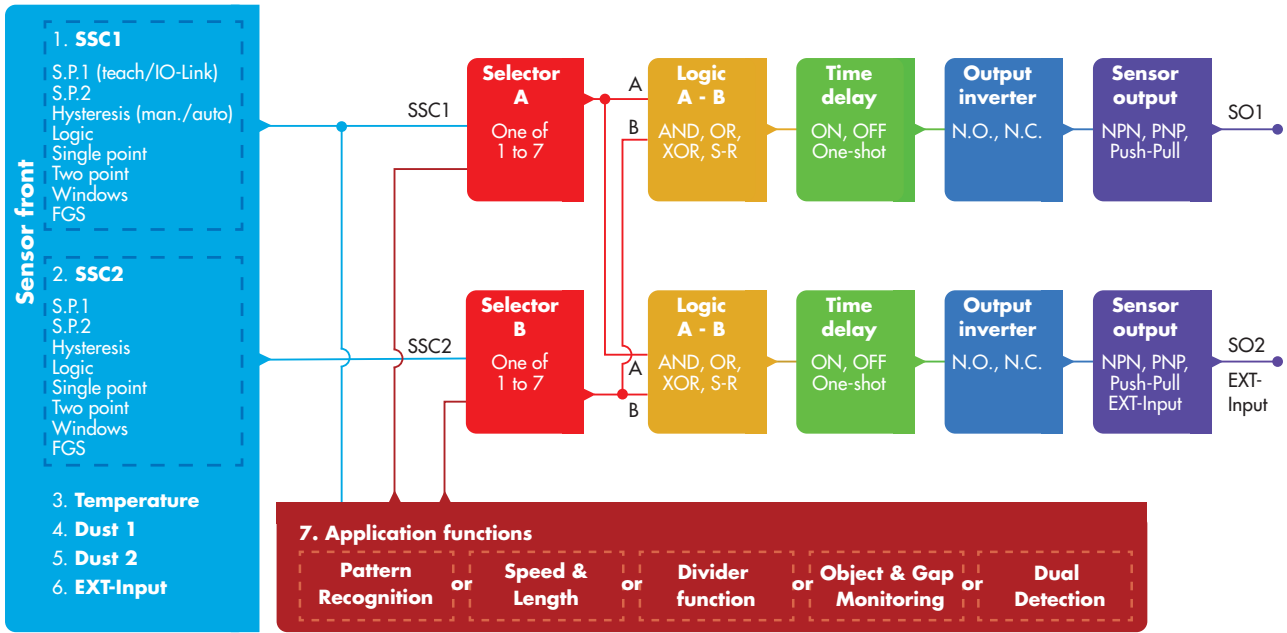 Sensor front
1. SSC1
S.P.1 (teach/IO-Link)
S.P.2
Hysteresis (man./auto)
Logic
Single point
Two point
Windows
FGS
2. SSC2
S.P.1
S.P.2
Hysteresis
Logic
Single point
Two point
Windows
FGS
3. Temperature
4. Dust 1
5. Dust 2
6. EXT-Input
SSC1
Selector
A
One of
1 to 7
A
B
Logic
A - B
AND, OR,
XOR, S-R
Time
delay
ON, OFF
One-shot
Output
inverter
N.O., N.C.
Sensor
output
NPN, PNP,
Push-Pull
SO1
SSC2
Selector
B
One of
1 to 7
A
B
Logic
A - B
AND, OR,
XOR, S-R
Time
delay
ON, OFF
One-shot
Output
inverter
N.O., N.C.
Sensor
output
NPN, PNP,
Push-Pull
EXT-Input
SO2
EXT-
Input
7. Application functions
Pattern
Recognition
or
Speed &
Length
or
Divider
function
or
Object & Gap
Monitoring
or
Dual
Detection